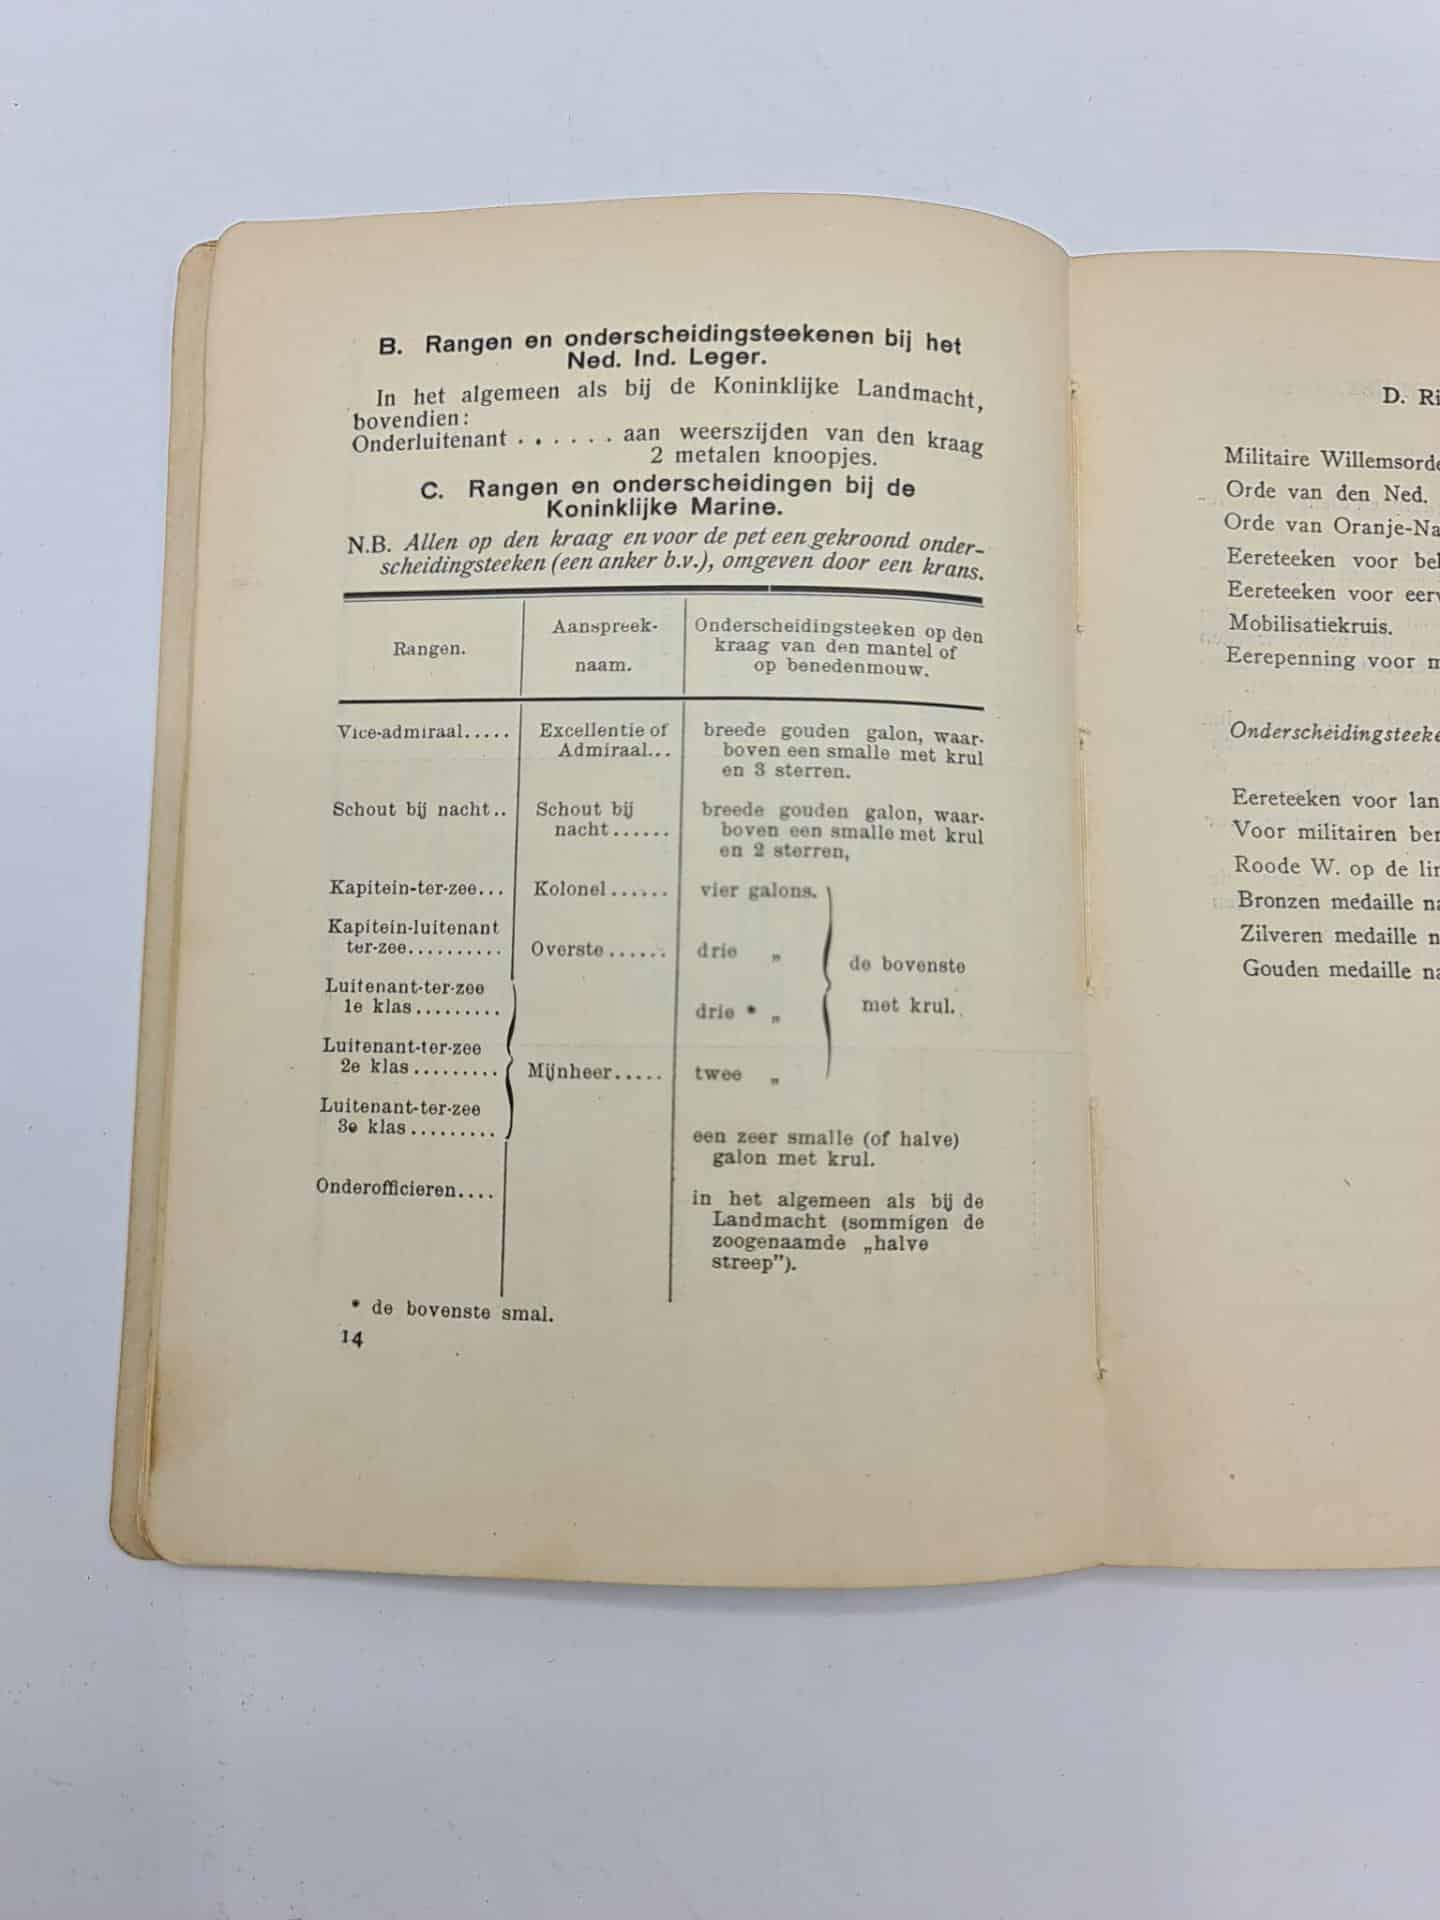 B. Rangen en onderscheidingsteekenen bij het
Ned. Ind. Leger.
In het algemeen als bij de Koninklijke Landmacht,
bovendien:
Onderluitenant . . . . . . aan weerszijden van den kraag
2 metalen knoopjes.
C. Rangen en onderscheidingen bij de
Koninklijke Marine.
N.B. Allen op den kraag en voor de pet een gekroond onder-
scheidingsteeken (een anker b.v.), omgeven door een krans.
Rangen.
Aanspreek-
naam.
Onderscheidingsteeken op den
kraag van den mantel of
op benedenmouw.
Vice-admiraal.....
Excellentie of
Admiraal...
breede gouden galon, waar-
boven een smalle met krul
en 3 sterren.
Schout bij nacht..
Schout bij
nacht......
breede gouden galon, waar-
boven een smalle met krul
en 2 sterren,
Kapitein-ter-zee...
Kolonel......
vier galons.
Kapitein-luitenant
ter-zee..........
Overste......
drie „
de bovenste
met krul.
Luitenant-ter-zee
1e klas.........
drie * „
Luitenant-ter-zee
2e klas.........
Mijnheer.....
twee „
Luitenant-ter-zee
3e klas.........
een zeer smalle (of halve)
galon met krul.
Onderofficieren....
in het algemeen als bij de
Landmacht (sommigen de
zoogenaamde „halve
streep”).
* de bovenste smal.
14
D. Ri
Militaire Willemsorde
Orde van den Ned.
Orde van Oranje-Na
Eereteeken voor bel
Eereteeken voor eerv
Mobilisatiekruis.
Eerepenning voor m
Onderscheidingsteeke
Eereteeken voor lan
Voor militairen ber
Roode W. op de lin
Bronzen medaille na
Zilveren medaille n
Gouden medaille na